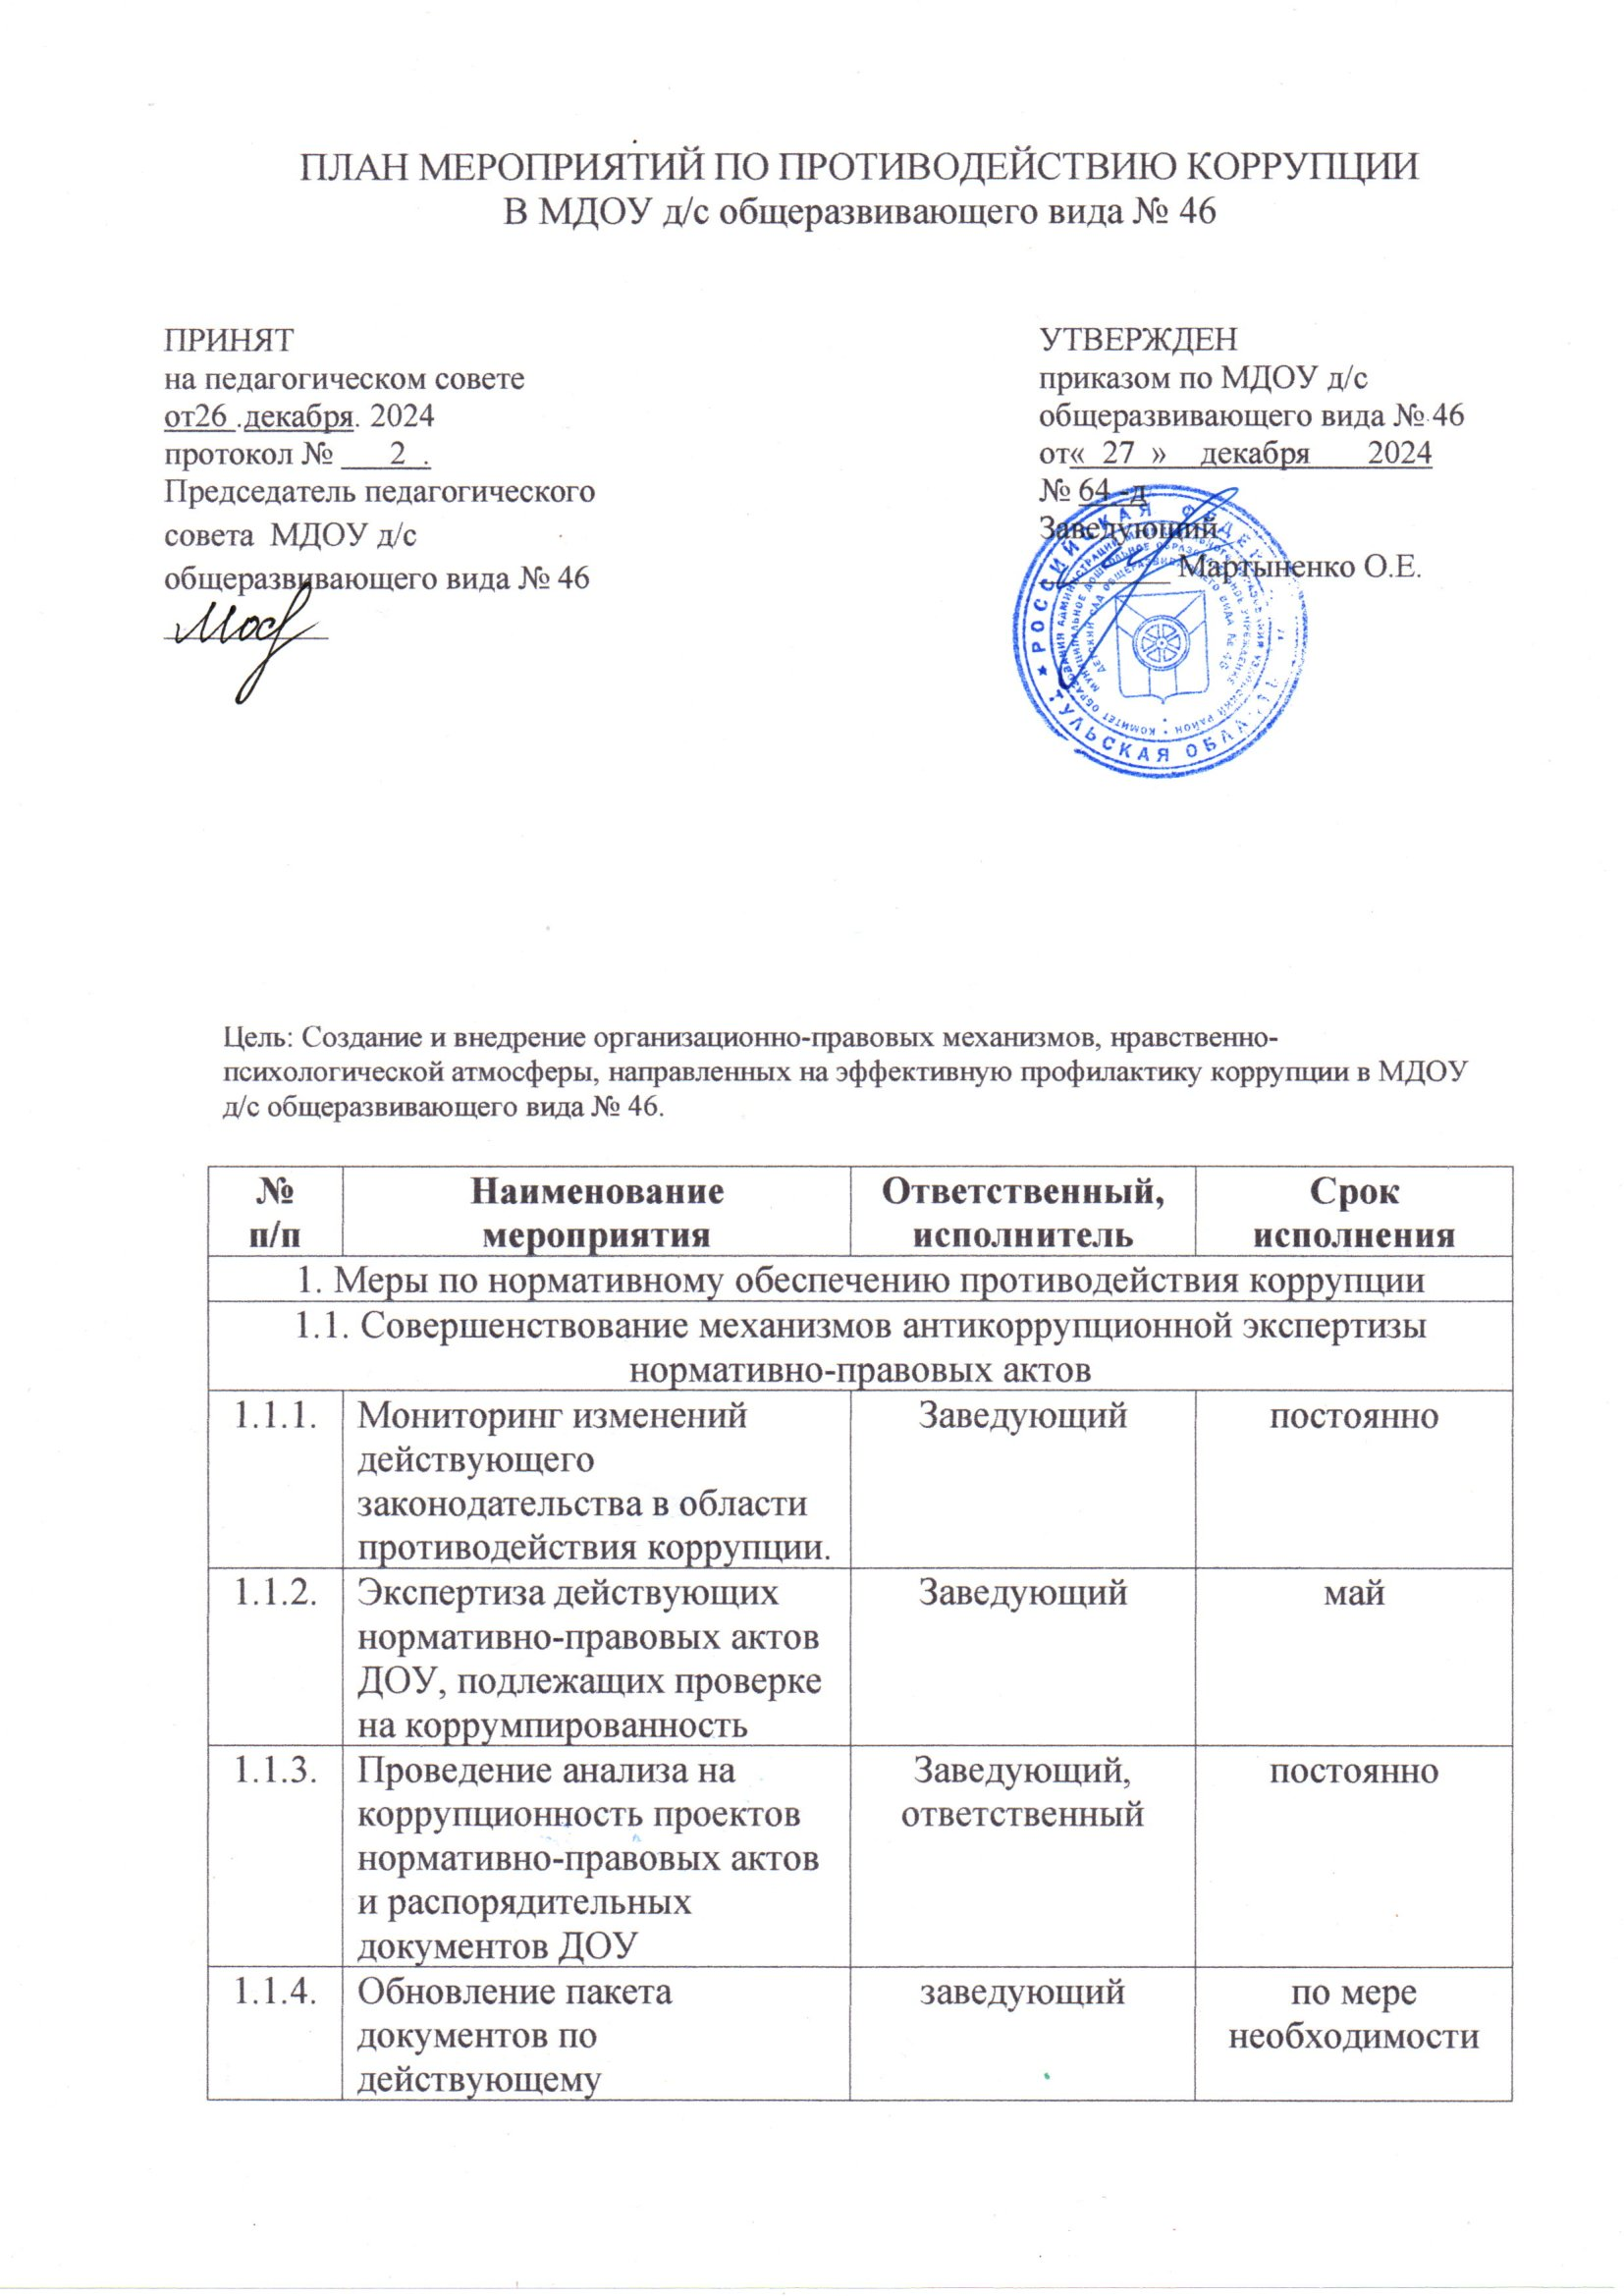 ПЛАН МЕРОПРИЯТИЙ ПО ПРОТИВОДЕЙСТВИЮ КОРРУПЦИИ
В МДОУ д/с общеразвивающего вида № 46
ПРИНЯТ
на педагогическом совете
от26 .декабря. 2024
протокол № 2 .
Председатель педагогического
совета МДОУ д/с
общеразвивающего вида № 46
УТВЕРЖДЕН
приказом по МДОУ д/с
общеразвивающего вида № 46
от« 27 » декабря 2024
№ 64 -д
Заведующий
Мартыненко О.Е.
РОССИЙСКАЯ
ТУЛЬСКАЯ
Цель: Создание и внедрение организационно-правовых механизмов, нравственно-
психологической атмосферы, направленных на эффективную профилактику коррупции в МДОУ
д/с общеразвивающего вида № 46.
№ Наименование Ответственный, Срок
п/п мероприятия исполнитель исполнения
1. Меры по нормативному обеспечению противодействия коррупции
1.1. Совершенствование механизмов антикоррупционной экспертизы
нормативно-правовых актов
1.1.1. Мониторинг изменений Заведующий постоянно
действующего
законодательства в области
противодействия коррупции.
1.1.2. Экспертиза действующих Заведующий май
нормативно-правовых актов
ДОУ, подлежащих проверке
на коррумпированность
1.1.3. Проведение анализа на Заведующий, постоянно
коррупционность проектов ответственный
нормативно-правовых актов
и распорядительных
документов ДОУ
1.1.4. Обновление пакета заведующий по мере
документов по необходимости
действующему